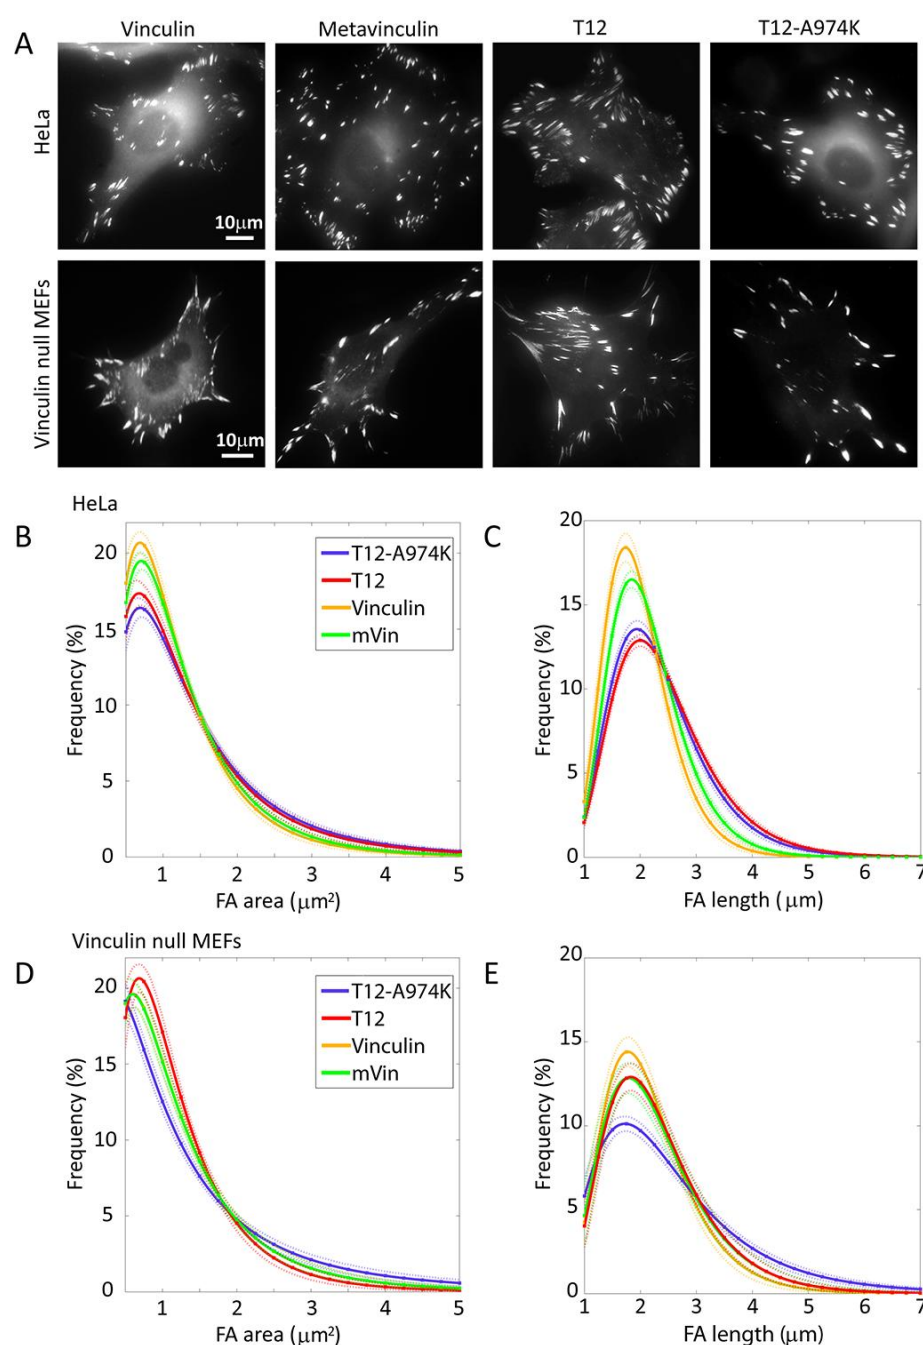 A
Vinculin
Metavinculin
T12
T12-A974K
HeLa
10μm
Vinculin null MEFs
10μm
HeLa
B
Frequency (%)
20
15
10
5
0
T12-A974K
T12
Vinculin
mVin
1 2 3 4 5
FA area (μm²)
C
Frequency (%)
20
15
10
5
0
1 2 3 4 5 6 7
FA length ( μm)
Vinculin null MEFs
D
Frequency (%)
20
15
10
5
0
T12-A974K
T12
Vinculin
mVin
1 2 3 4 5
FA area (μm²)
E
Frequency (%)
20
15
10
5
0
1 2 3 4 5 6 7
FA length (μm)